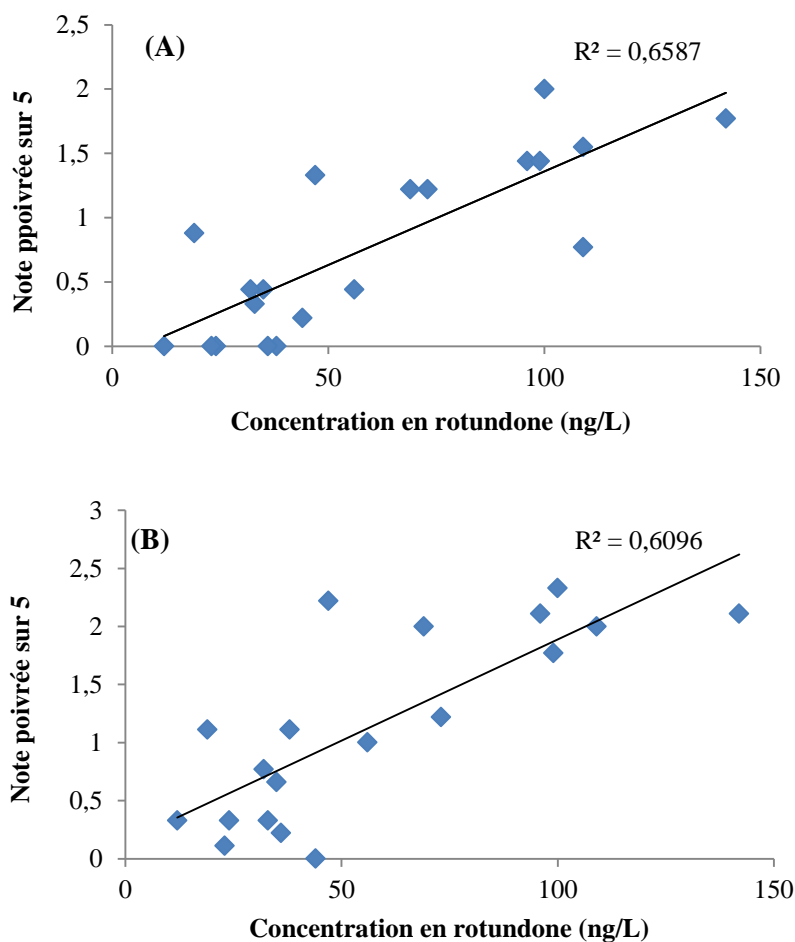 (A)
R² = 0,6587
2,5
2
1,5
1
0,5
0
0
50
100
150
Note ppoivrée sur 5
Concentration en rotundone (ng/L)
(B)
R² = 0,6096
3
2,5
2
1,5
1
0,5
0
0
50
100
150
Note poivrée sur 5
Concentration en rotundone (ng/L)